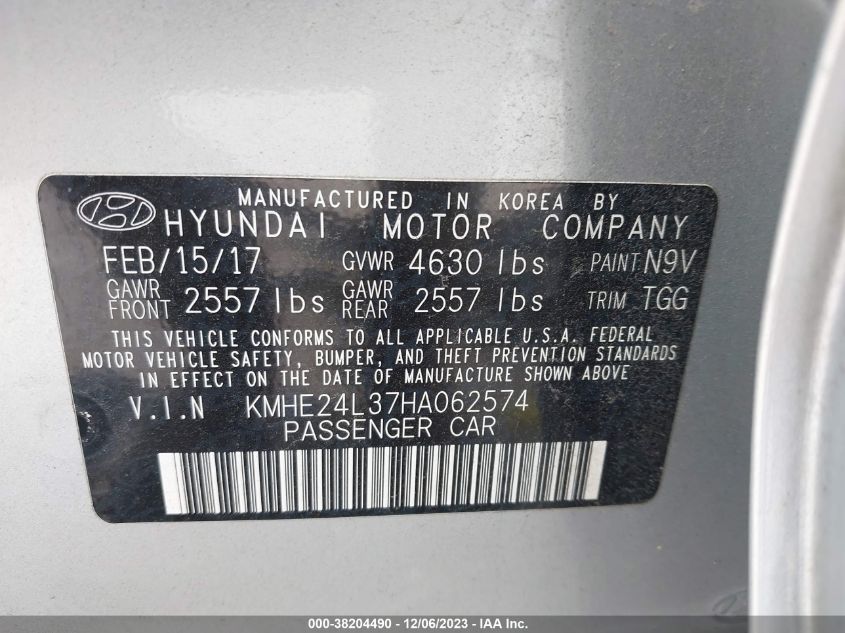 MANUFACTURED IN KOREA BY
HYUNDAI MOTOR COMPANY
FEB/15/17 GVWR 4630 lbs PAINT N9V
GAWR FRONT 2557 lbs GAWR REAR 2557 lbs TRIM TGG
THIS VEHICLE CONFORMS TO ALL APPLICABLE U.S.A. FEDERAL
MOTOR VEHICLE SAFETY, BUMPER, AND THEFT PREVENTION STANDARDS
IN EFFECT ON THE DATE OF MANUFACTURE SHOWN ABOVE
V.I.N KMHE24L37HA062574
PASSENGER CAR
000-38204490 - 12/06/2023 - IAA Inc.